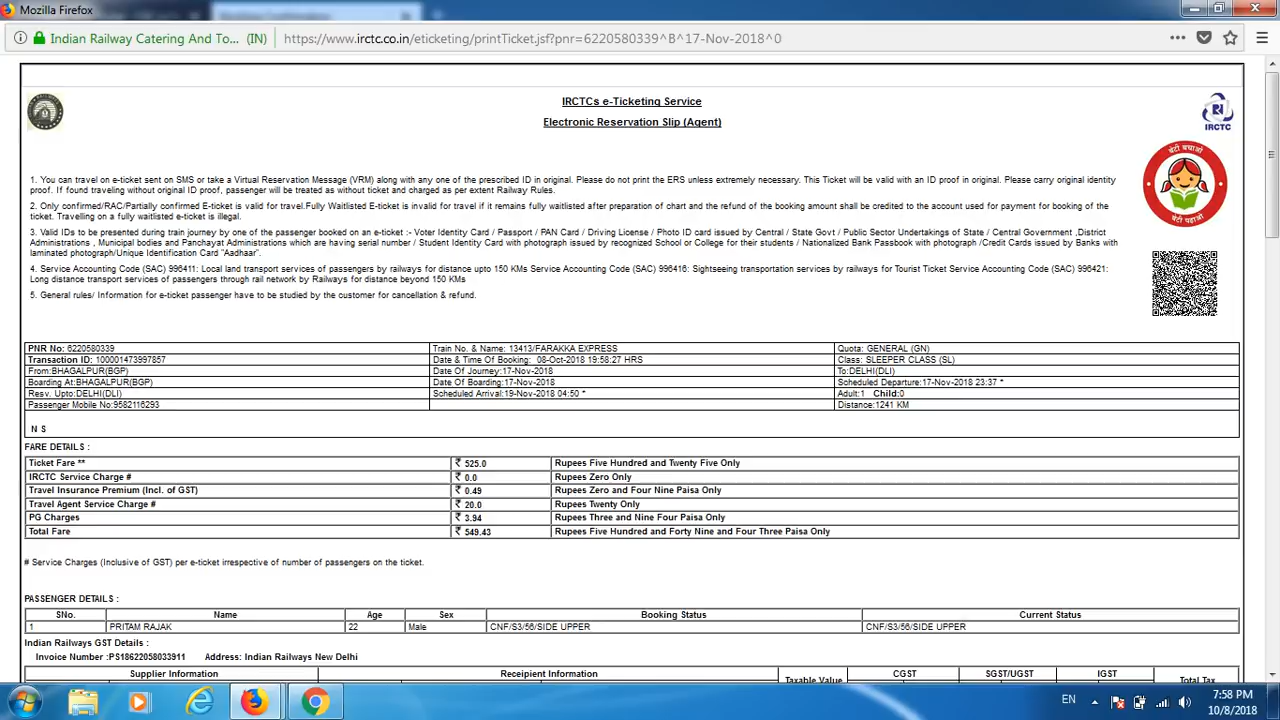 Mozilla Firefox
Indian Railway Catering And To... (IN) https://www.irctc.co.in/eticketing/printTicket.jsf?pnr=6220580339^B^17-Nov-2018^0
IRCTCs e-Ticketing Service
Electronic Reservation Slip (Agent)
IRCTC
बेटी बचाओ
बेटी पढ़ाओ
1. You can travel on e-ticket sent on SMS or take a Virtual Reservation Message (VRM) along with any one of the prescribed ID in original. Please do not print the ERS unless extremely necessary. This Ticket will be valid with an ID proof in original. Please carry original identity
proof. If found traveling without original ID proof, passenger will be treated as without ticket and charged as per extent Railway Rules.
2. Only confirmed/RAC/Partially confirmed E-ticket is valid for travel.Fully Waitlisted E-ticket is invalid for travel if it remains fully waitlisted after preparation of chart and the refund of the booking amount shall be credited to the account used for payment for booking of the
ticket. Travelling on a fully waitlisted e-ticket is illegal.
3. Valid IDs to be presented during train journey by one of the passenger booked on an e-ticket :- Voter Identity Card / Passport / PAN Card / Driving License / Photo ID card issued by Central / State Govt / Public Sector Undertakings of State / Central Government ,District
Administrations , Municipal bodies and Panchayat Administrations which are having serial number / Student Identity Card with photograph issued by recognized School or College for their students / Nationalized Bank Passbook with photograph /Credit Cards issued by Banks with
laminated photograph/Unique Identification Card "Aadhaar".
4. Service Accounting Code (SAC) 996411: Local land transport services of passengers by railways for distance upto 150 KMs Service Accounting Code (SAC) 996416: Sightseeing transportation services by railways for Tourist Ticket Service Accounting Code (SAC) 996421:
Long distance transport services of passengers through rail network by Railways for distance beyond 150 KMs
5. General rules/ Information for e-ticket passenger have to be studied by the customer for cancellation & refund.
PNR No: 6220580339 Train No. & Name: 13413/FARAKKA EXPRESS Quota: GENERAL (GN)
Transaction ID: 100001473997857 Date & Time Of Booking: 08-Oct-2018 19:58:27 HRS Class: SLEEPER CLASS (SL)
From:BHAGALPUR(BGP) Date Of Journey:17-Nov-2018 To:DELHI(DLI)
Boarding At:BHAGALPUR(BGP) Date Of Boarding:17-Nov-2018 Scheduled Departure:17-Nov-2018 23:37 *
Resv. Upto:DELHI(DLI) Scheduled Arrival:19-Nov-2018 04:50 * Adult:1 Child:0
Passenger Mobile No:9582116293 Distance:1241 KM
N S
FARE DETAILS :
Ticket Fare ** ₹ 525.0 Rupees Five Hundred and Twenty Five Only
IRCTC Service Charge # ₹ 0.0 Rupees Zero Only
Travel Insurance Premium (Incl. of GST) ₹ 0.49 Rupees Zero and Four Nine Paisa Only
Travel Agent Service Charge # ₹ 20.0 Rupees Twenty Only
PG Charges ₹ 3.94 Rupees Three and Nine Four Paisa Only
Total Fare ₹ 549.43 Rupees Five Hundred and Forty Nine and Four Three Paisa Only
# Service Charges (Inclusive of GST) per e-ticket irrespective of number of passengers on the ticket.
PASSENGER DETAILS :
SNo. Name Age Sex Booking Status Current Status
1 PRITAM RAJAK 22 Male CNF/S3/56/SIDE UPPER CNF/S3/56/SIDE UPPER
Indian Railways GST Details :
Invoice Number :PS18622058033911 Address: Indian Railways New Delhi
Supplier Information Receipient Information Taxable Value CGST SGST/UGST IGST Total Tax
EN 7:58 PM
10/8/2018